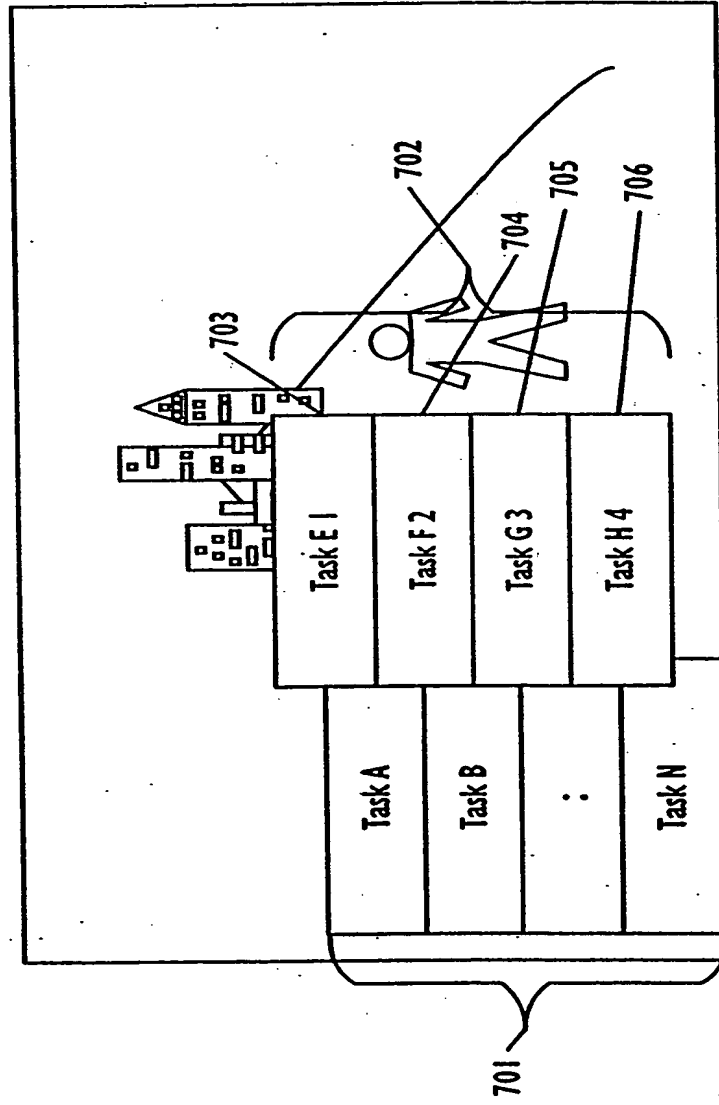 703
702
704
705
706
Task E 1
Task F 2
Task G 3
Task H 4
Task A
Task B
:
Task N
701